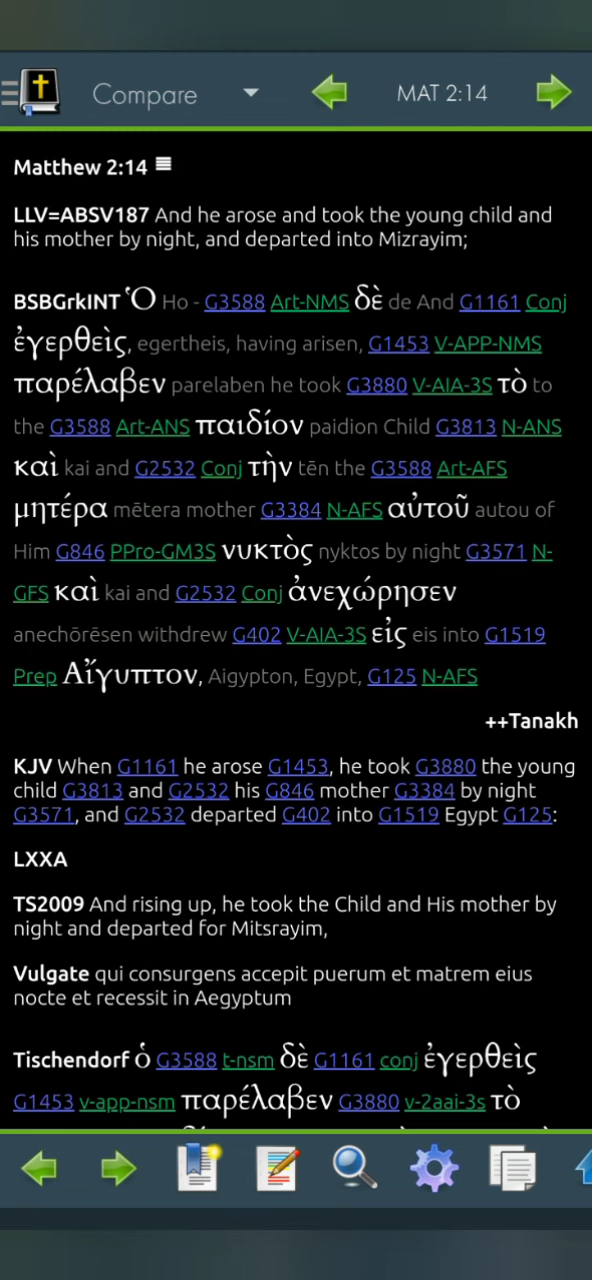 Compare
MAT 2:14
Matthew 2:14
LLV=ABSV187 And he arose and took the young child and
his mother by night, and departed into Mizrayim;
BSBGrkINT Ὁ Ho - G3588 Art-NMS δὲ de And G1161 Conj
ἐγερθεὶς, egertheis, having arisen, G1453 V-APP-NMS
παρέλαβεν parelaben he took G3880 V-AIA-3S τὸ to
the G3588 Art-ANS παιδίον paidion Child G3813 N-ANS
καὶ kai and G2532 Conj τὴν tēn the G3588 Art-AFS
μητέρα mētera mother G3384 N-AFS αὐτοῦ autou of
Him G846 PPro-GM3S νυκτὸς nyktos by night G3571 N-
GFS καὶ kai and G2532 Conj ἀνεχώρησεν
anechōrēsen withdrew G402 V-AIA-3S εἰς eis into G1519
Prep Αἴγυπτον, Aigypton, Egypt, G125 N-AFS
++Tanakh
KJV When G1161 he arose G1453, he took G3880 the young
child G3813 and G2532 his G846 mother G3384 by night
G3571, and G2532 departed G402 into G1519 Egypt G125:
LXXA
TS2009 And rising up, he took the Child and His mother by
night and departed for Mitsrayim,
Vulgate qui consurgens accepit puerum et matrem eius
nocte et recessit in Aegyptum
Tischendorf ὁ G3588 t-nsm δὲ G1161 conj ἐγερθεὶς
G1453 v-app-nsm παρέλαβεν G3880 v-2aai-3s τὸ